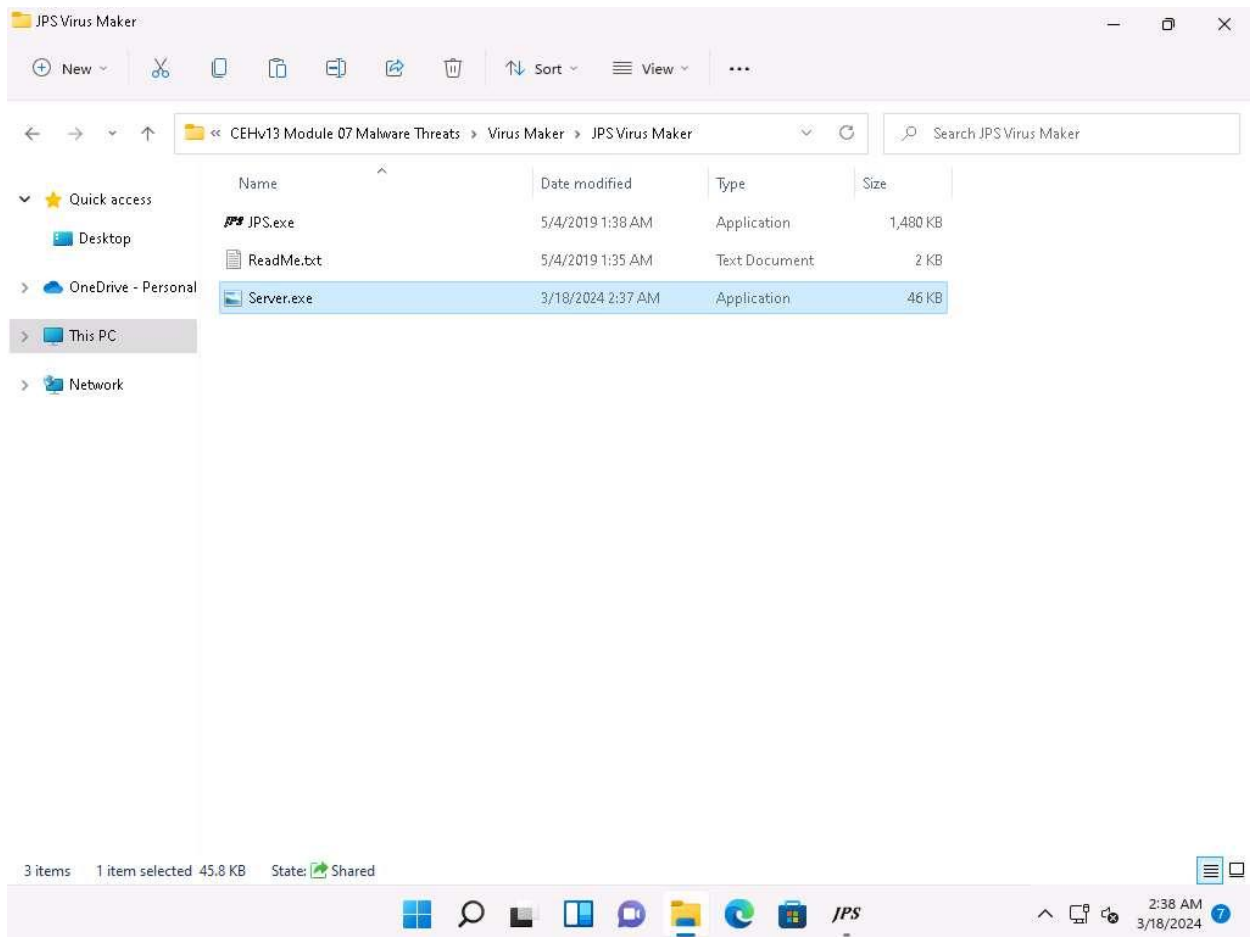 JPS Virus Maker
New
Sort
View
« CEHv13 Module 07 Malware Threats > Virus Maker > JPS Virus Maker
Search JPS Virus Maker
Name Date modified Type Size
Quick access
Desktop
OneDrive - Personal
This PC
Network
JPS JPS.exe 5/4/2019 1:38 AM Application 1,480 KB
ReadMe.txt 5/4/2019 1:35 AM Text Document 2 KB
Server.exe 3/18/2024 2:37 AM Application 46 KB
3 items 1 item selected 45.8 KB State: Shared
JPS
2:38 AM
3/18/2024
7